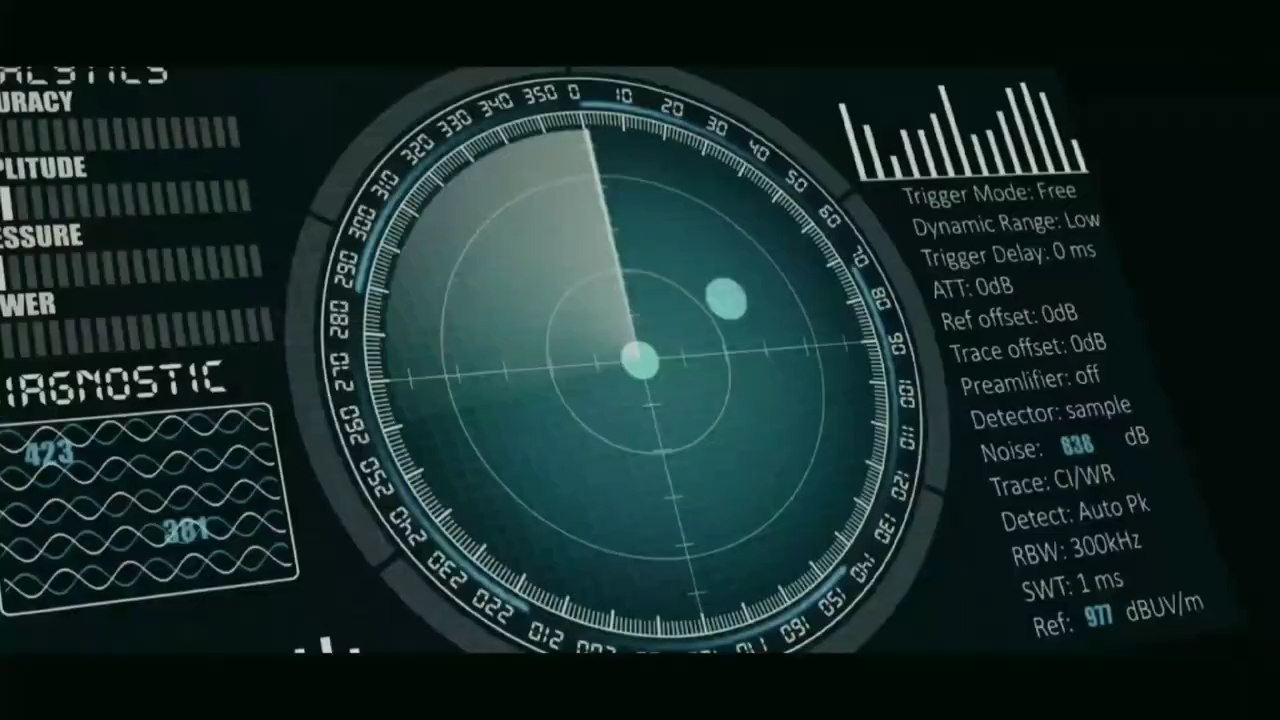 URACY
PLITUDE
ESSURE
WER
IAGNOSTIC
423
381
0
10
20
30
40
50
60
70
80
90
100
110
120
130
140
150
160
210
220
230
240
250
260
270
280
290
300
310
320
330
340
350
Trigger Mode: Free
Dynamic Range: Low
Trigger Delay: 0 ms
ATT: 0dB
Ref offset: 0dB
Trace offset: 0dB
Preamlifier: off
Detector: sample
Noise: 838 dB
Trace: CI/WR
Detect: Auto Pk
RBW: 300kHz
SWT: 1 ms
Ref: 977 dBUV/m